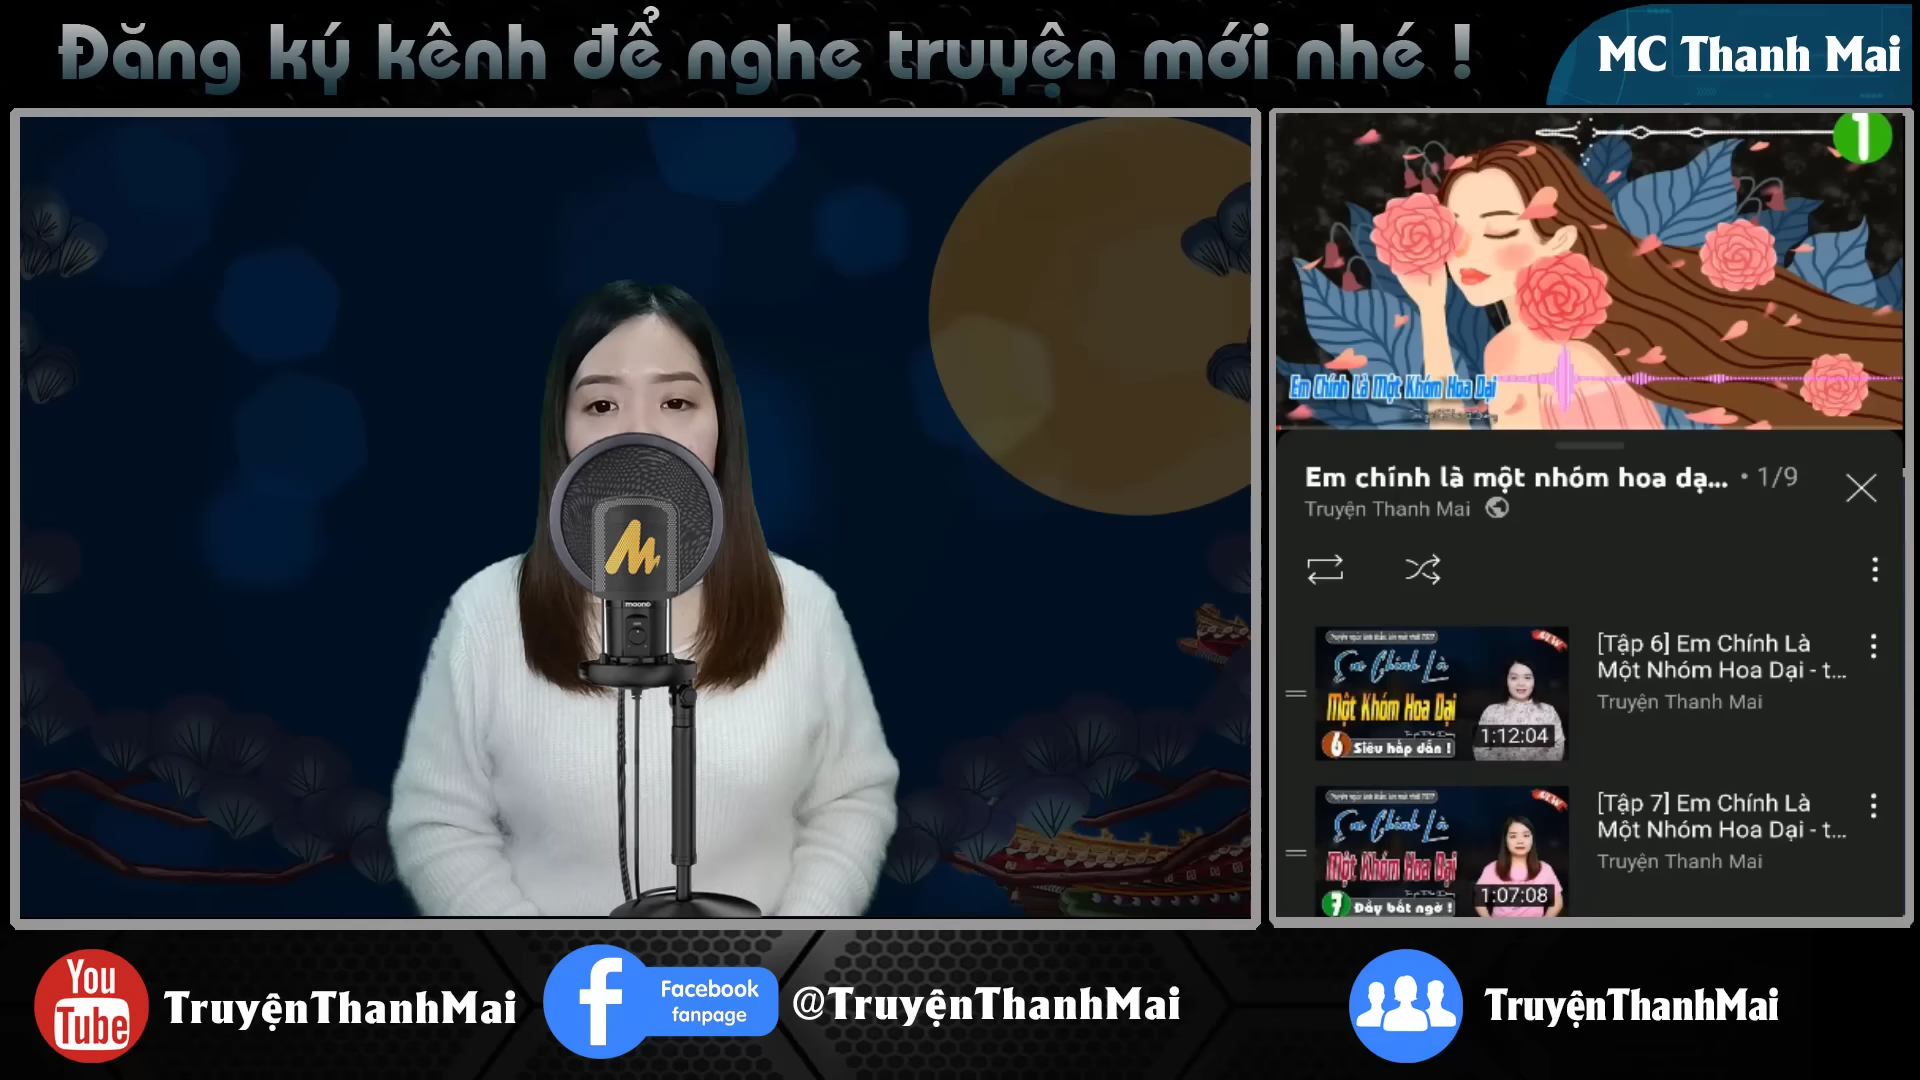 Đăng ký kênh để nghe truyện mới nhé !
MC Thanh Mai
1
Em Chính Là Một Khóm Hoa Dại
Em chính là một nhóm hoa dạ... • 1/9
Truyện Thanh Mai
maono
[Tập 6] Em Chính Là
Một Nhóm Hoa Dại - t...
Truyện Thanh Mai
Em Chính Là
Một Khóm Hoa Dại
6 Siêu hấp dẫn !
1:12:04
NEW
[Tập 7] Em Chính Là
Một Nhóm Hoa Dại - t...
Truyện Thanh Mai
Em Chính Là
Một Khóm Hoa Dại
7 Đầy bất ngờ !
1:07:08
NEW
You
Tube
TruyệnThanhMai
Facebook
fanpage
@TruyệnThanhMai
TruyệnThanhMai